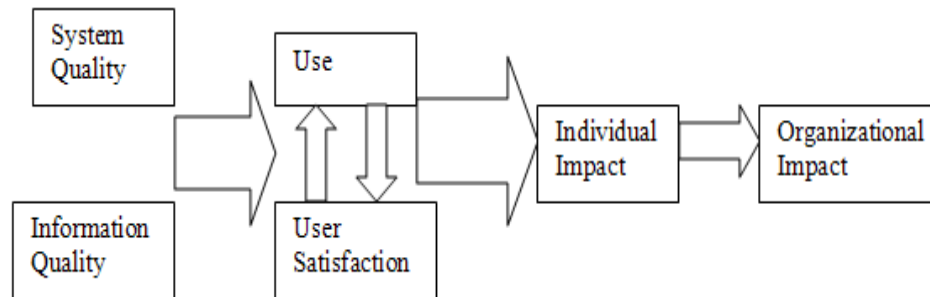 System
Quality
Use
Individual
Impact
Organizational
Impact
Information
Quality
User
Satisfaction